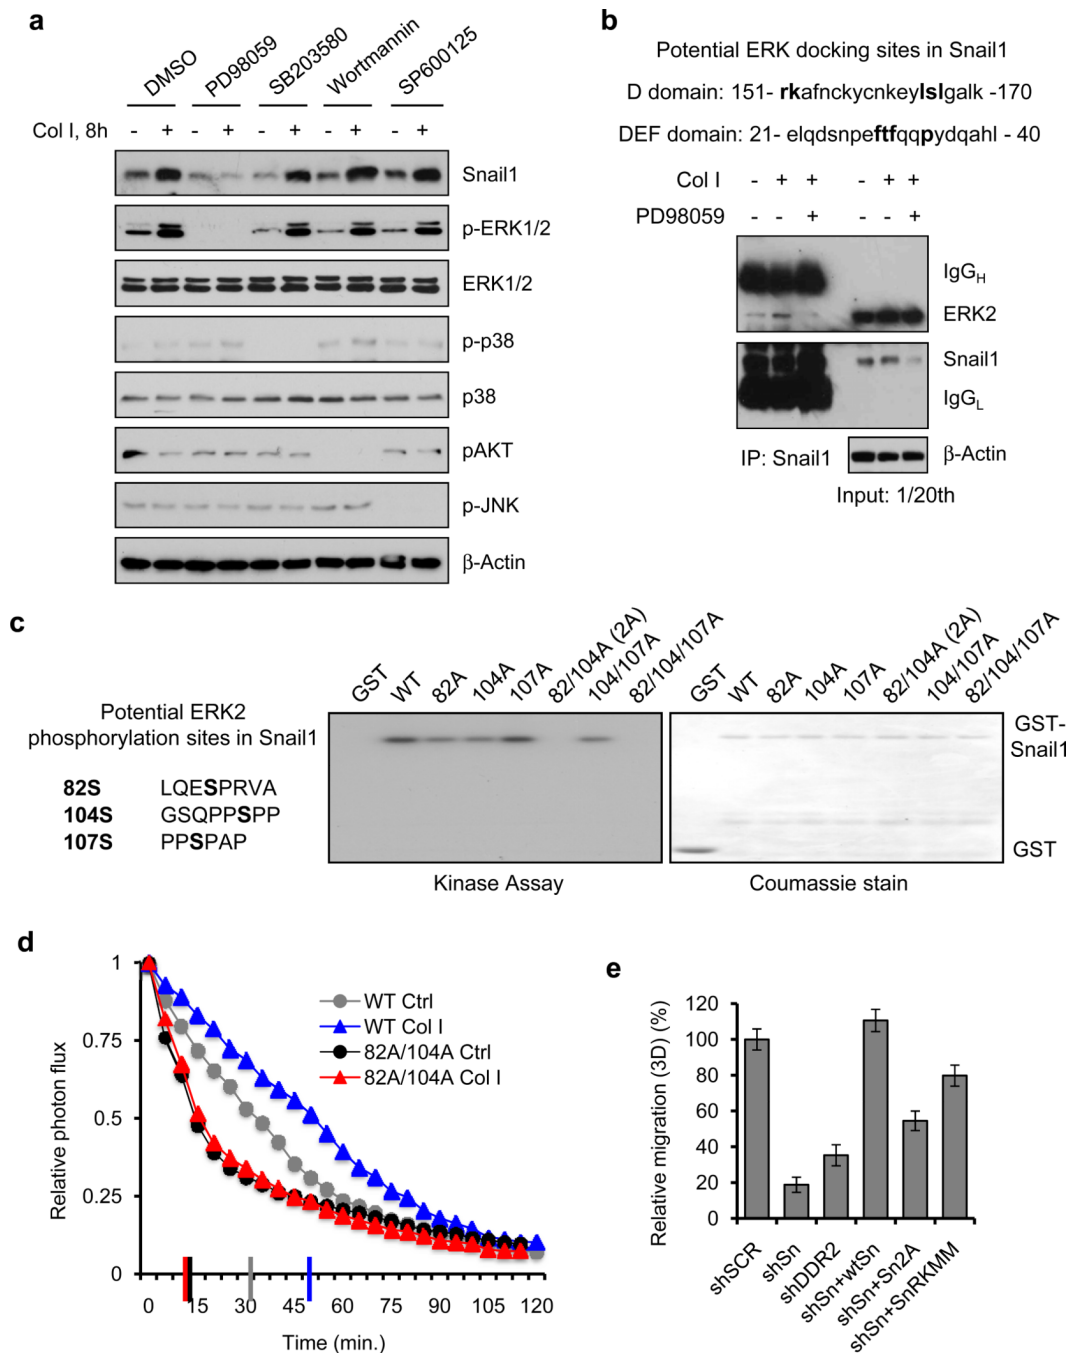 a
DMSO PD98059 SB203580 Wortmannin SP600125
Col I, 8h - + - + - + - + - +
Snail1
p-ERK1/2
ERK1/2
p-p38
p38
pAKT
p-JNK
β-Actin
b
Potential ERK docking sites in Snail1
D domain: 151- rkafnckycnkeylslgalk -170
DEF domain: 21- elqdsnpeftfqqpydqahl - 40
Col I - + + - + +
PD98059 - - + - - +
IgGH
ERK2
Snail1
IgGL
IP: Snail1
β-Actin
Input: 1/20th
c
Potential ERK2
phosphorylation sites in Snail1
82S LQESPRVA
104S GSQPPSPP
107S PPSPAP
GST WT 82A 104A 107A 82/104A (2A) 104/107A 82/104/107A
Kinase Assay
GST WT 82A 104A 107A 82/104A (2A) 104/107A 82/104/107A
GST-
Snail1
GST
Coumassie stain
d
Relative photon flux
1
0.75
0.5
0.25
0
WT Ctrl
WT Col I
82A/104A Ctrl
82A/104A Col I
0 15 30 45 60 75 90 105 120
Time (min.)
e
Relative migration (3D) (%)
120
100
80
60
40
20
0
shSCR shSn shDDR2 shSn+wtSn shSn+Sn2A shSn+SnRKMM